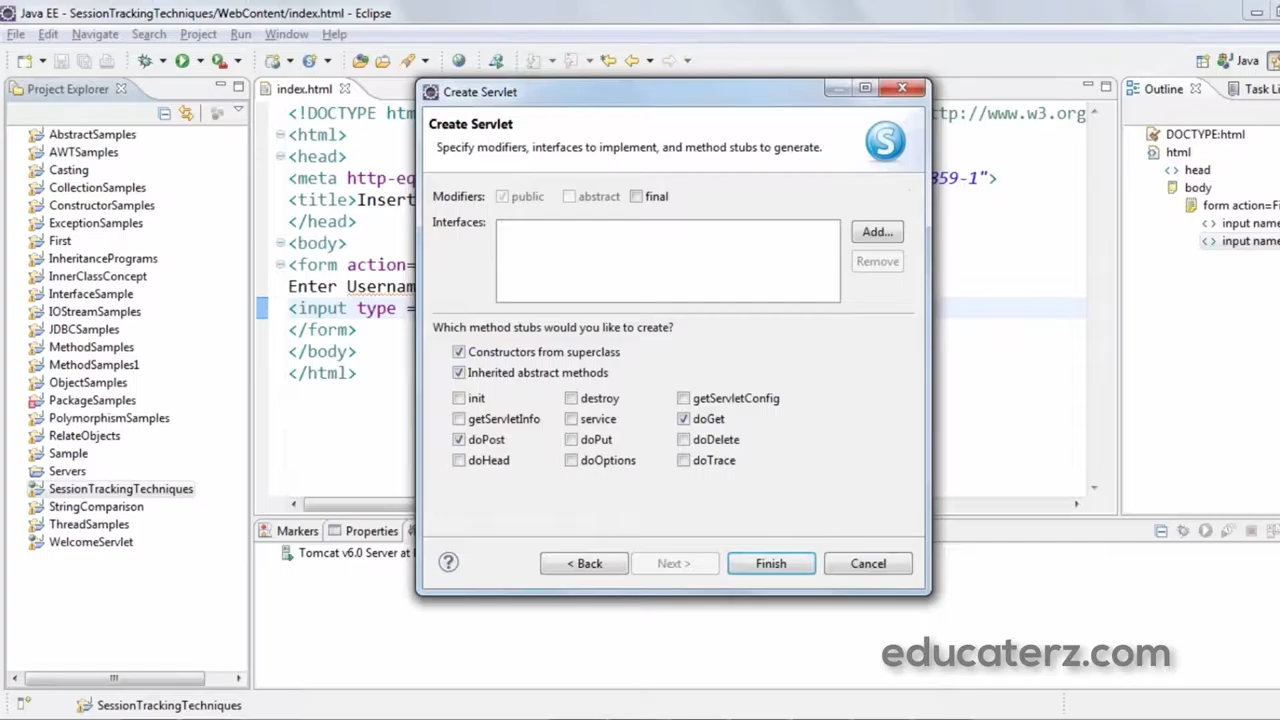 Java EE - SessionTrackingTechniques/WebContent/index.html - Eclipse
File Edit Navigate Search Project Run Window Help
Java
Project Explorer
AbstractSamples
AWTSamples
Casting
CollectionSamples
ConstructorSamples
ExceptionSamples
First
InheritancePrograms
InnerClassConcept
InterfaceSample
IOStreamSamples
JDBCSamples
MethodSamples
MethodSamples1
ObjectSamples
PackageSamples
PolymorphismSamples
RelateObjects
Sample
Servers
SessionTrackingTechniques
StringComparison
ThreadSamples
WelcomeServlet
index.html
<!DOCTYPE htm
ttp://www.w3.org
<html>
<head>
<meta http-eq
859-1">
<title>Insert
</head>
<body>
<form action=
Enter Usernam
<input type =
</form>
</body>
</html>
Create Servlet
Create Servlet
Specify modifiers, interfaces to implement, and method stubs to generate.
Modifiers: public abstract final
Interfaces:
Add...
Remove
Which method stubs would you like to create?
Constructors from superclass
Inherited abstract methods
init destroy getServletConfig
getServletInfo service doGet
doPost doPut doDelete
doHead doOptions doTrace
< Back Next > Finish Cancel
Outline Task Li
DOCTYPE:html
html
head
body
form action=Fi
input name
input name
Markers Properties
Tomcat v6.0 Server at
educaterz.com
SessionTrackingTechniques